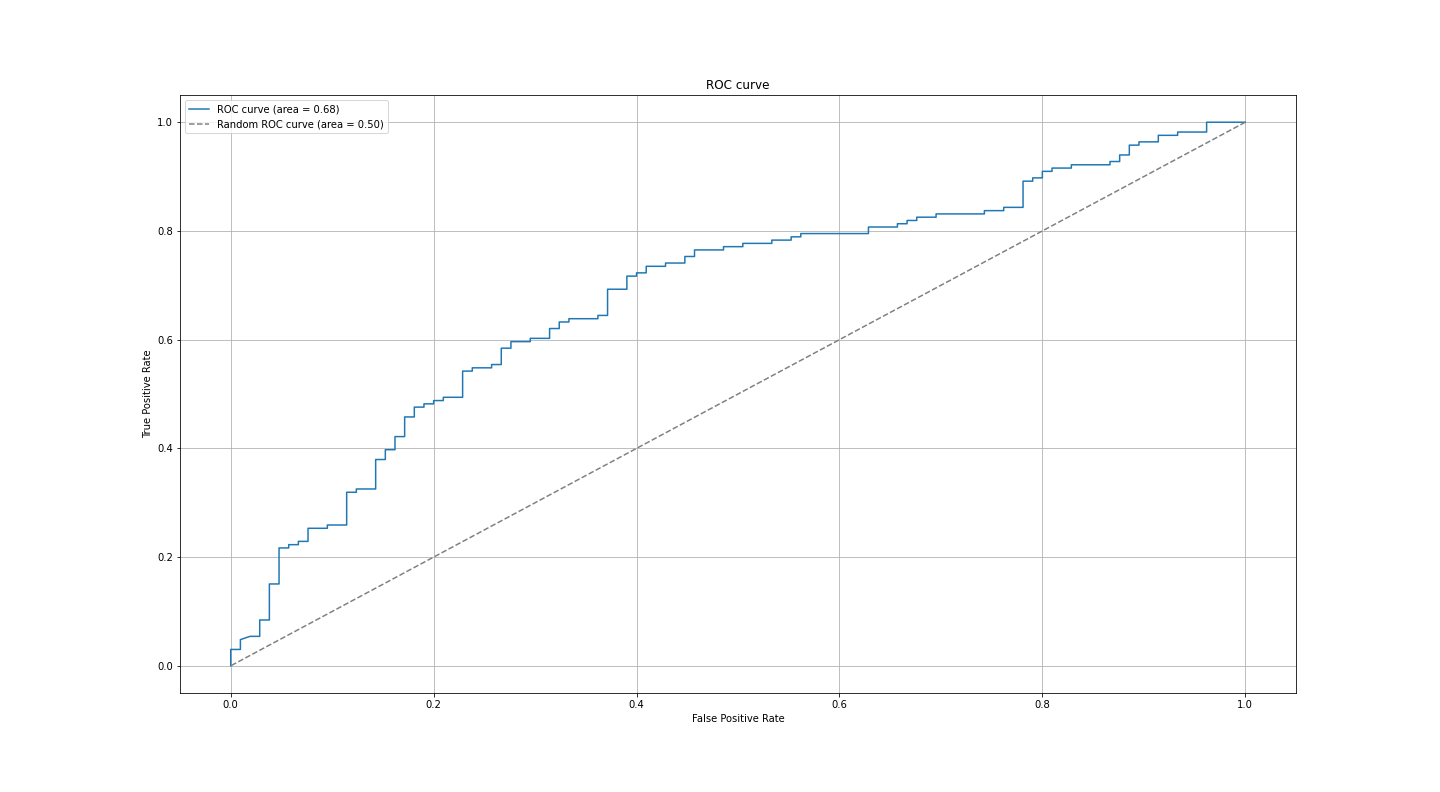 ROC curve
ROC curve (area = 0.68)
Random ROC curve (area = 0.50)
True Positive Rate
1.0
0.8
0.6
0.4
0.2
0.0
0.0 0.2 0.4 0.6 0.8 1.0
False Positive Rate